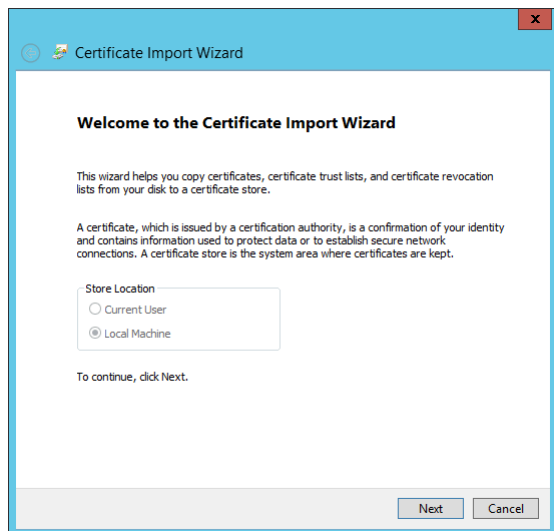 x
Certificate Import Wizard
Welcome to the Certificate Import Wizard
This wizard helps you copy certificates, certificate trust lists, and certificate revocation
lists from your disk to a certificate store.
A certificate, which is issued by a certification authority, is a confirmation of your identity
and contains information used to protect data or to establish secure network
connections. A certificate store is the system area where certificates are kept.
Store Location
Current User
Local Machine
To continue, click Next.
Next Cancel